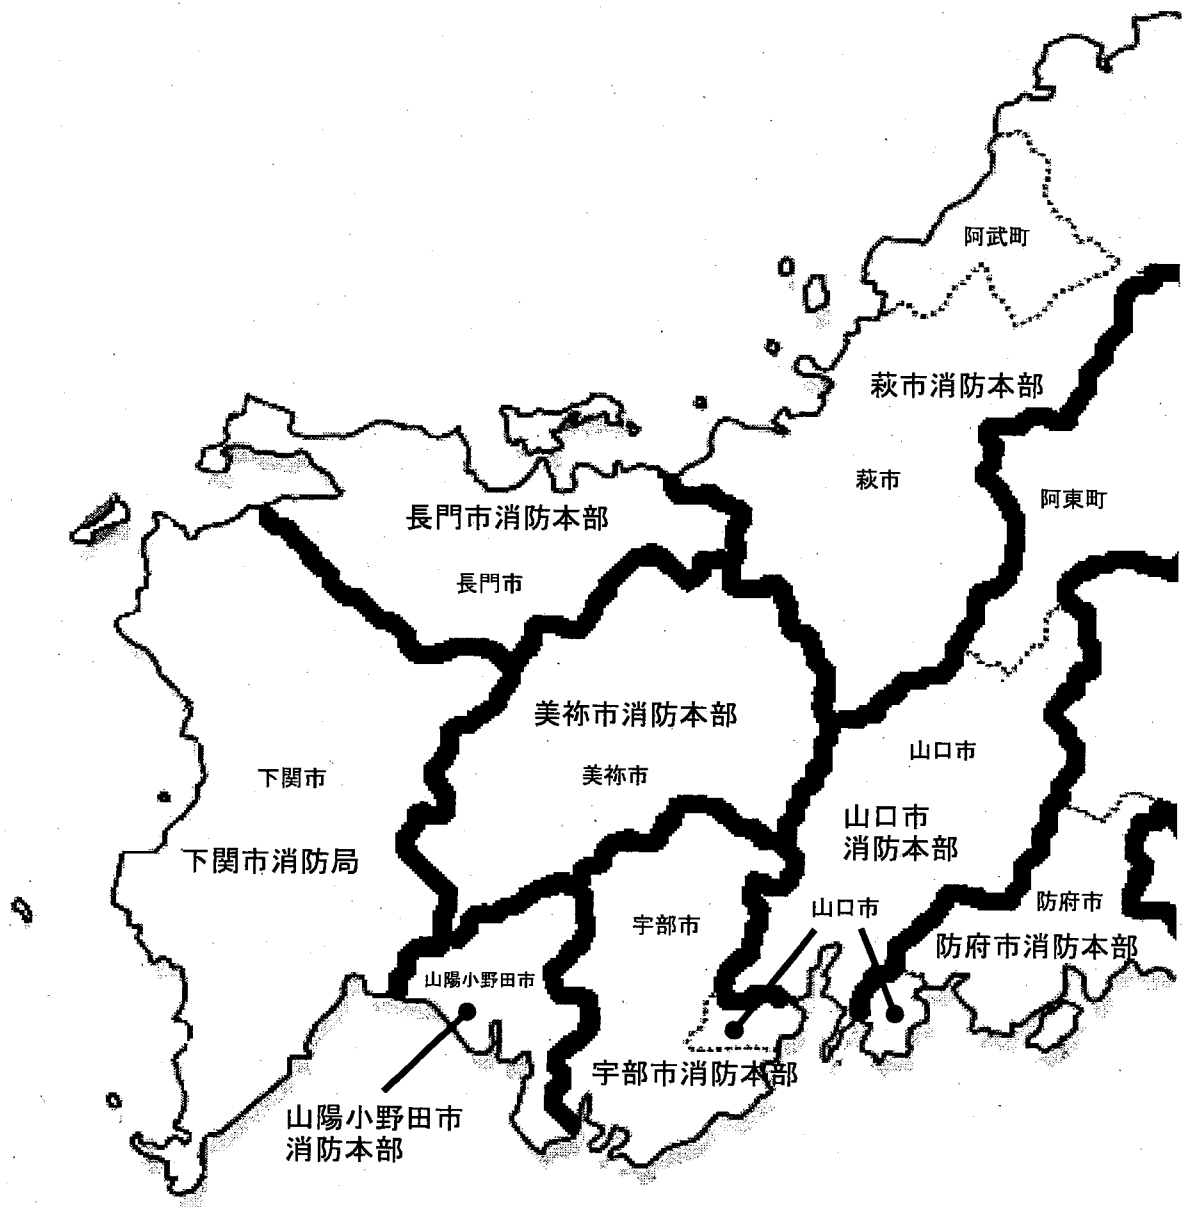 阿武町
萩市消防本部
萩市
阿東町
長門市消防本部
長門市
美祢市消防本部
美祢市
山口市
下関市
山口市
消防本部
下関市消防局
山口市
防府市
宇部市
防府市消防本部
山陽小野田市
宇部市消防本部
山陽小野田市
消防本部